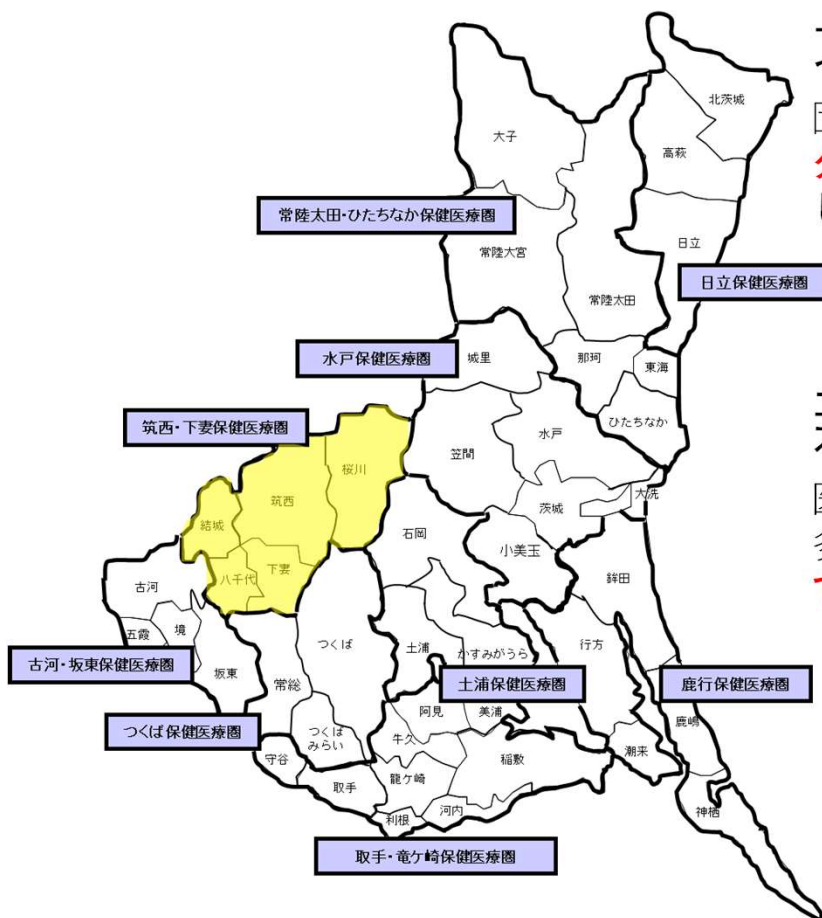 北茨城
大子
高萩
常陸太田・ひたちなか保健医療圏
日立
常陸大宮
日立保健医療圏
常陸太田
水戸保健医療圏
城里
那珂
東海
筑西・下妻保健医療圏
ひたちなか
水戸
笠間
桜川
筑西
大洗
茨城
結城
石岡
小美玉
下妻
八千代
鉾田
古河
五霞
境
つくば
土浦
かすみがうら
行方
古河・坂東保健医療圏
坂東
常総
土浦保健医療圏
鹿行保健医療圏
つくば保健医療圏
阿見
美浦
鹿嶋
つくば
みらい
牛久
潮来
守谷
稲敷
取手
龍ケ崎
河内
神栖
利根
取手・竜ケ崎保健医療圏